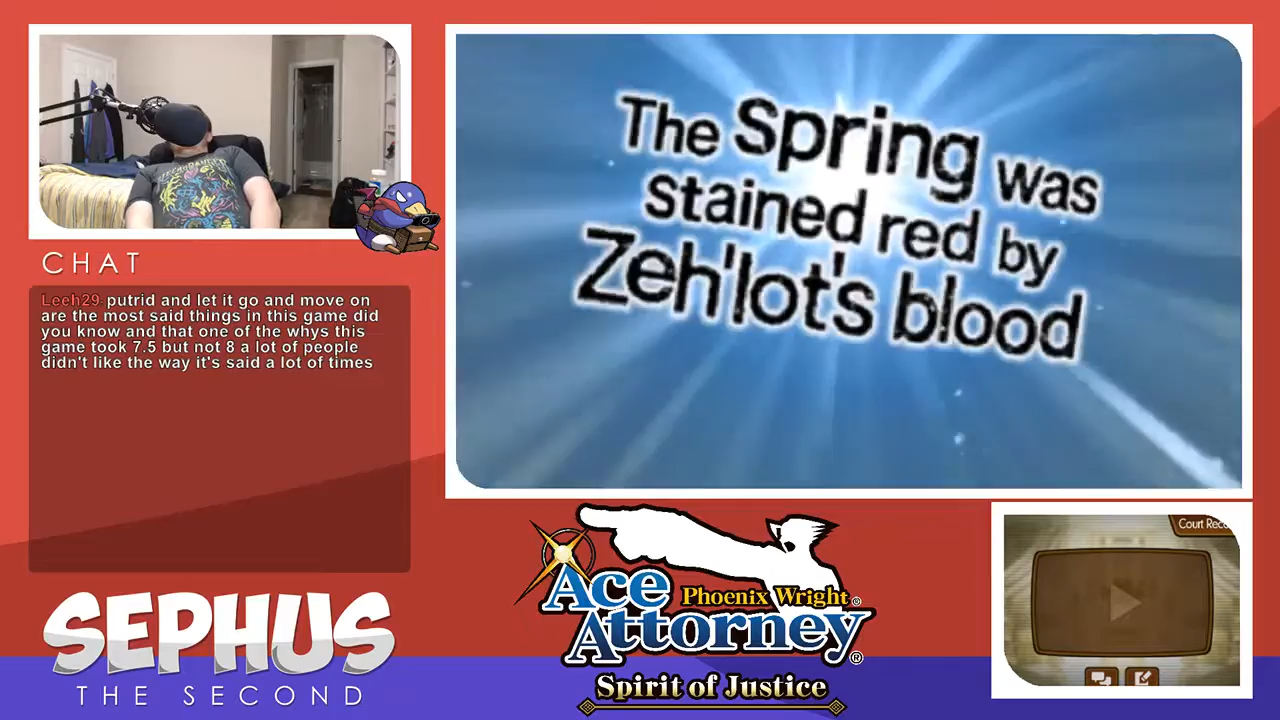 The Spring was
stained red by
Zeh'lot's blood
CHAT
Leeh29 putrid and let it go and move on
are the most said things in this game did
you know and that one of the whys this
game took 7.5 but not 8 a lot of people
didn't like the way it's said a lot of times
SEPHUS
THE SECOND
Phoenix Wright®
Ace
Attorney®
Spirit of Justice
Court Reco